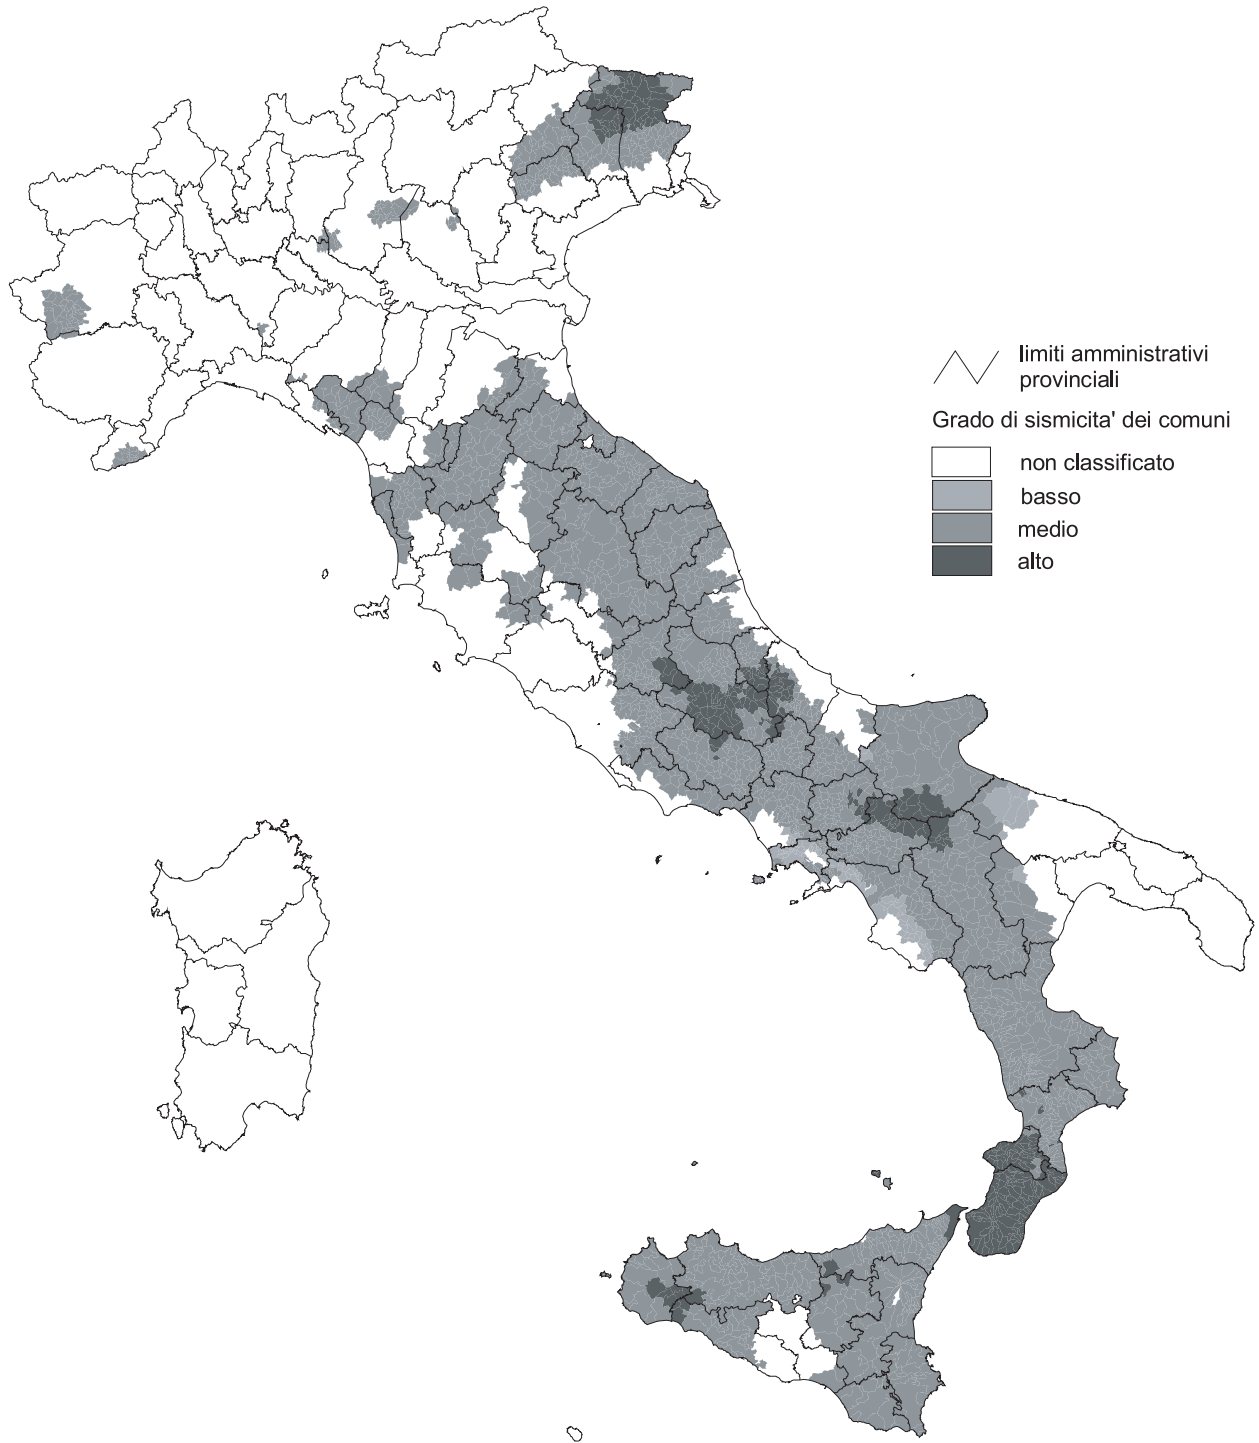 limiti amministrativi
provinciali
Grado di sismicita' dei comuni
non classificato
basso
medio
alto